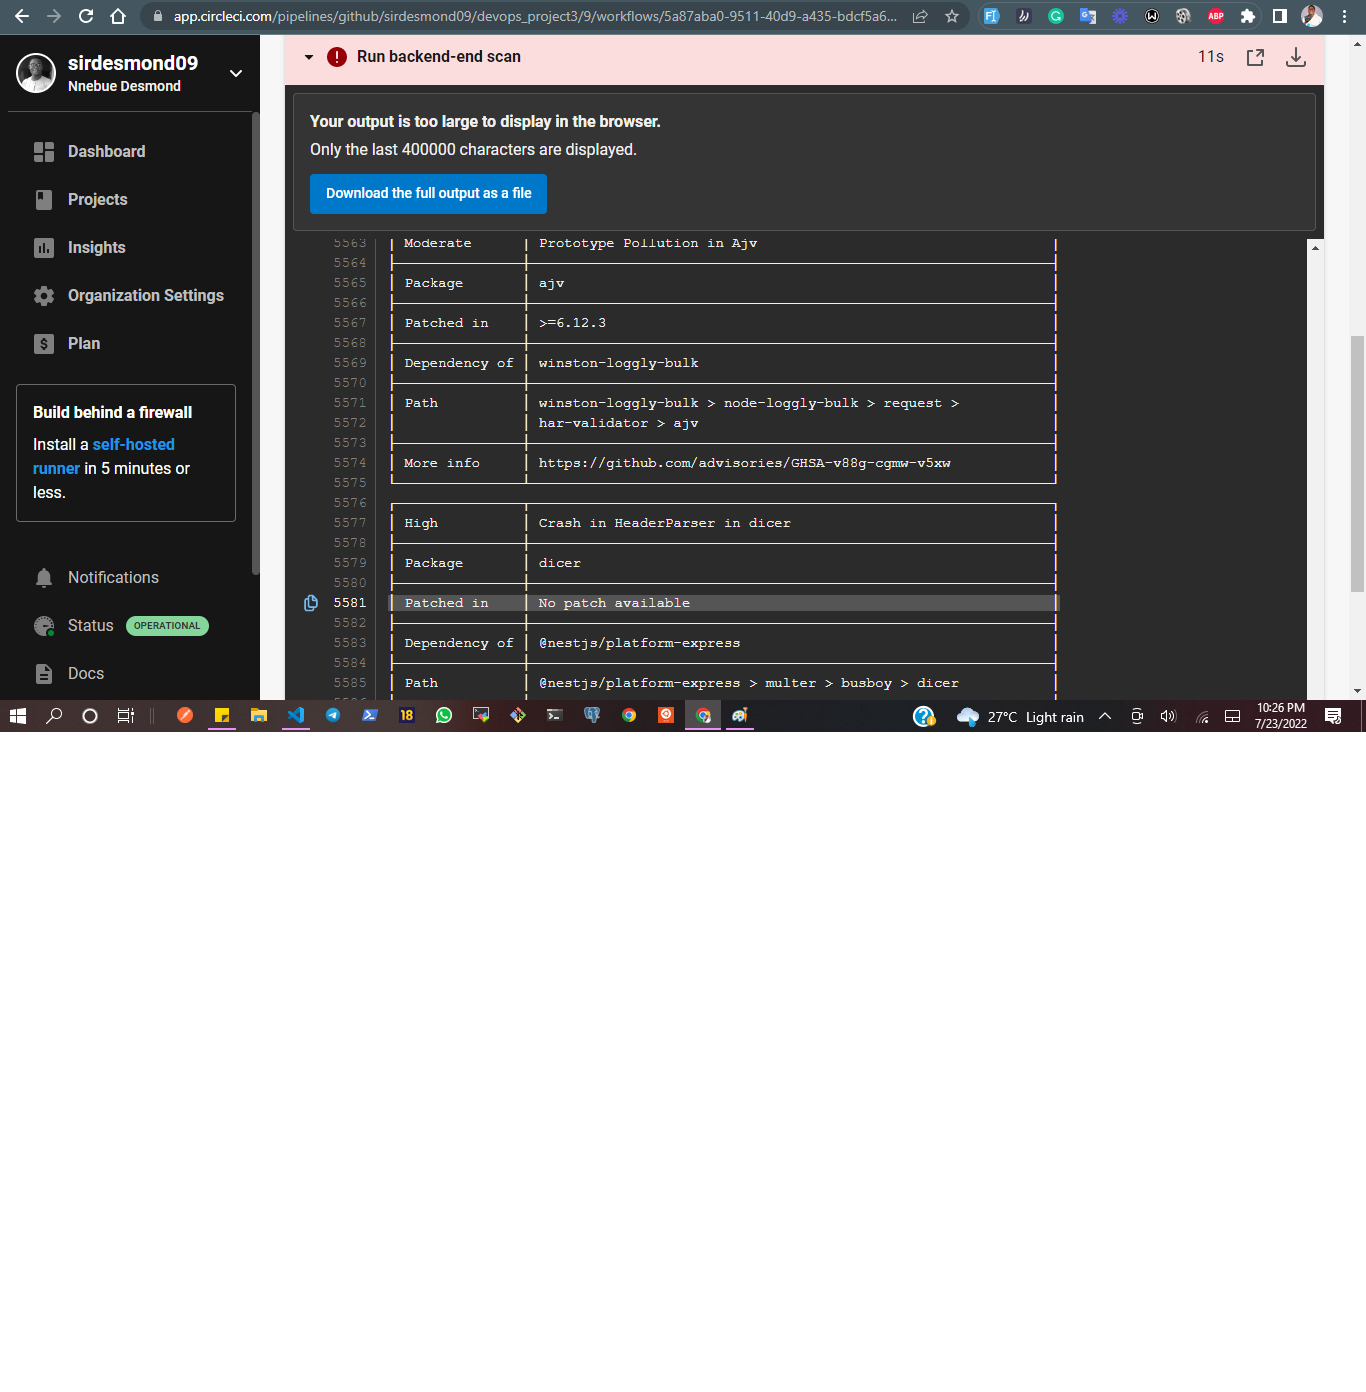 app.circleci.com/pipelines/github/sirdesmond09/devops_project3/9/workflows/5a87aba0-9511-40d9-a435-bdcf5a6...
sirdesmond09
Nnebue Desmond
Dashboard
Projects
Insights
Organization Settings
Plan
Build behind a firewall
Install a self-hosted
runner in 5 minutes or
less.
Notifications
Status OPERATIONAL
Docs
Run backend-end scan 11s
Your output is too large to display in the browser.
Only the last 400000 characters are displayed.
Download the full output as a file
5563 Moderate Prototype Pollution in Ajv
5564
5565 Package ajv
5566
5567 Patched in >=6.12.3
5568
5569 Dependency of winston-loggly-bulk
5570
5571 Path winston-loggly-bulk > node-loggly-bulk > request >
5572 har-validator > ajv
5573
5574 More info https://github.com/advisories/GHSA-v88g-cgmw-v5xw
5575
5576
5577 High Crash in HeaderParser in dicer
5578
5579 Package dicer
5580
5581 Patched in No patch available
5582
5583 Dependency of @nestjs/platform-express
5584
5585 Path @nestjs/platform-express > multer > busboy > dicer
18
27°C Light rain
10:26 PM
7/23/2022
ABP